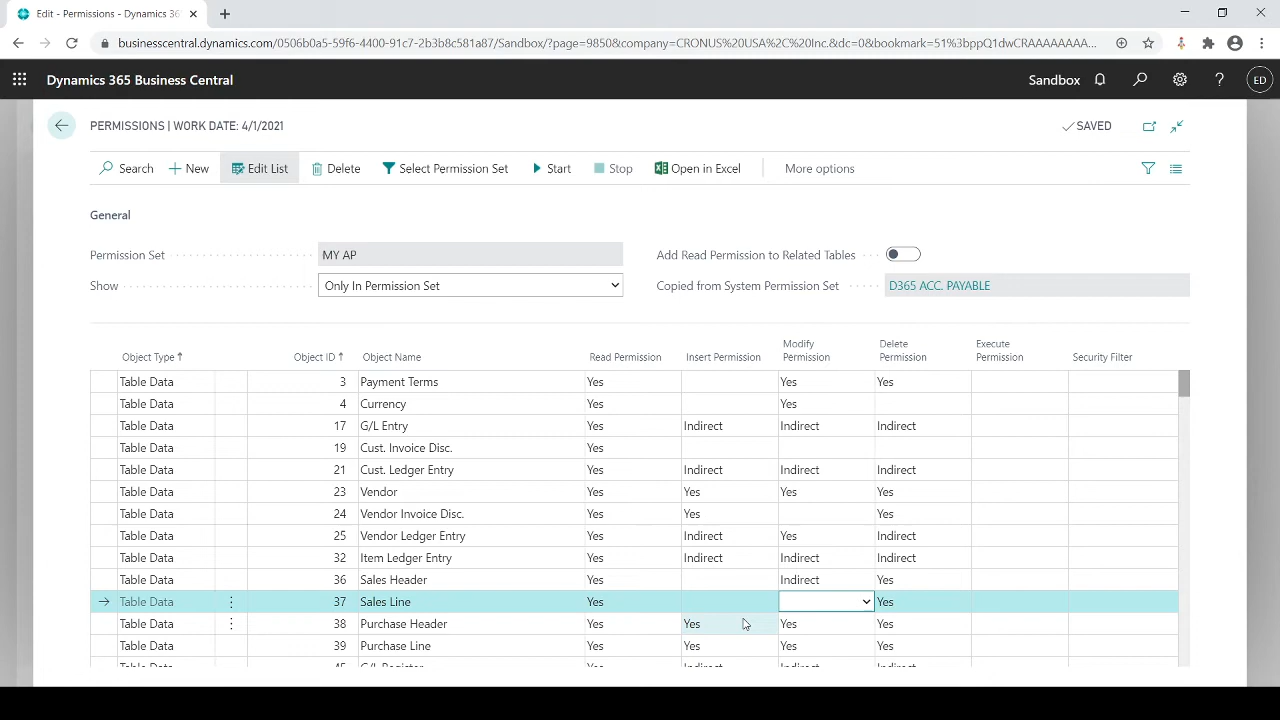 Edit - Permissions - Dynamics 36
businesscentral.dynamics.com/0506b0a5-59f6-4400-91c7-2b3b8c581a87/Sandbox/?page=9850&company=CRONUS%20USA%2C%20Inc.&dc=0&bookmark=51%3bppQ1dwCRAAAAAAAA...
Dynamics 365 Business Central
Sandbox
ED
PERMISSIONS | WORK DATE: 4/1/2021
SAVED
Search New Edit List Delete Select Permission Set Start Stop Open in Excel More options
General
Permission Set MY AP Add Read Permission to Related Tables
Show Only In Permission Set Copied from System Permission Set D365 ACC. PAYABLE
Object Type Object ID Object Name Read Permission Insert Permission Modify Permission Delete Permission Execute Permission Security Filter
Table Data 3 Payment Terms Yes Yes Yes
Table Data 4 Currency Yes Yes
Table Data 17 G/L Entry Yes Indirect Indirect Indirect
Table Data 19 Cust. Invoice Disc. Yes
Table Data 21 Cust. Ledger Entry Yes Indirect Indirect Indirect
Table Data 23 Vendor Yes Yes Yes Yes
Table Data 24 Vendor Invoice Disc. Yes Yes Yes
Table Data 25 Vendor Ledger Entry Yes Indirect Yes Indirect
Table Data 32 Item Ledger Entry Yes Indirect Indirect Indirect
Table Data 36 Sales Header Yes Indirect Yes
Table Data 37 Sales Line Yes Yes
Table Data 38 Purchase Header Yes Yes Yes Yes
Table Data 39 Purchase Line Yes Yes Yes Yes
Table Data 45 G/L Register Yes Indirect Indirect Indirect